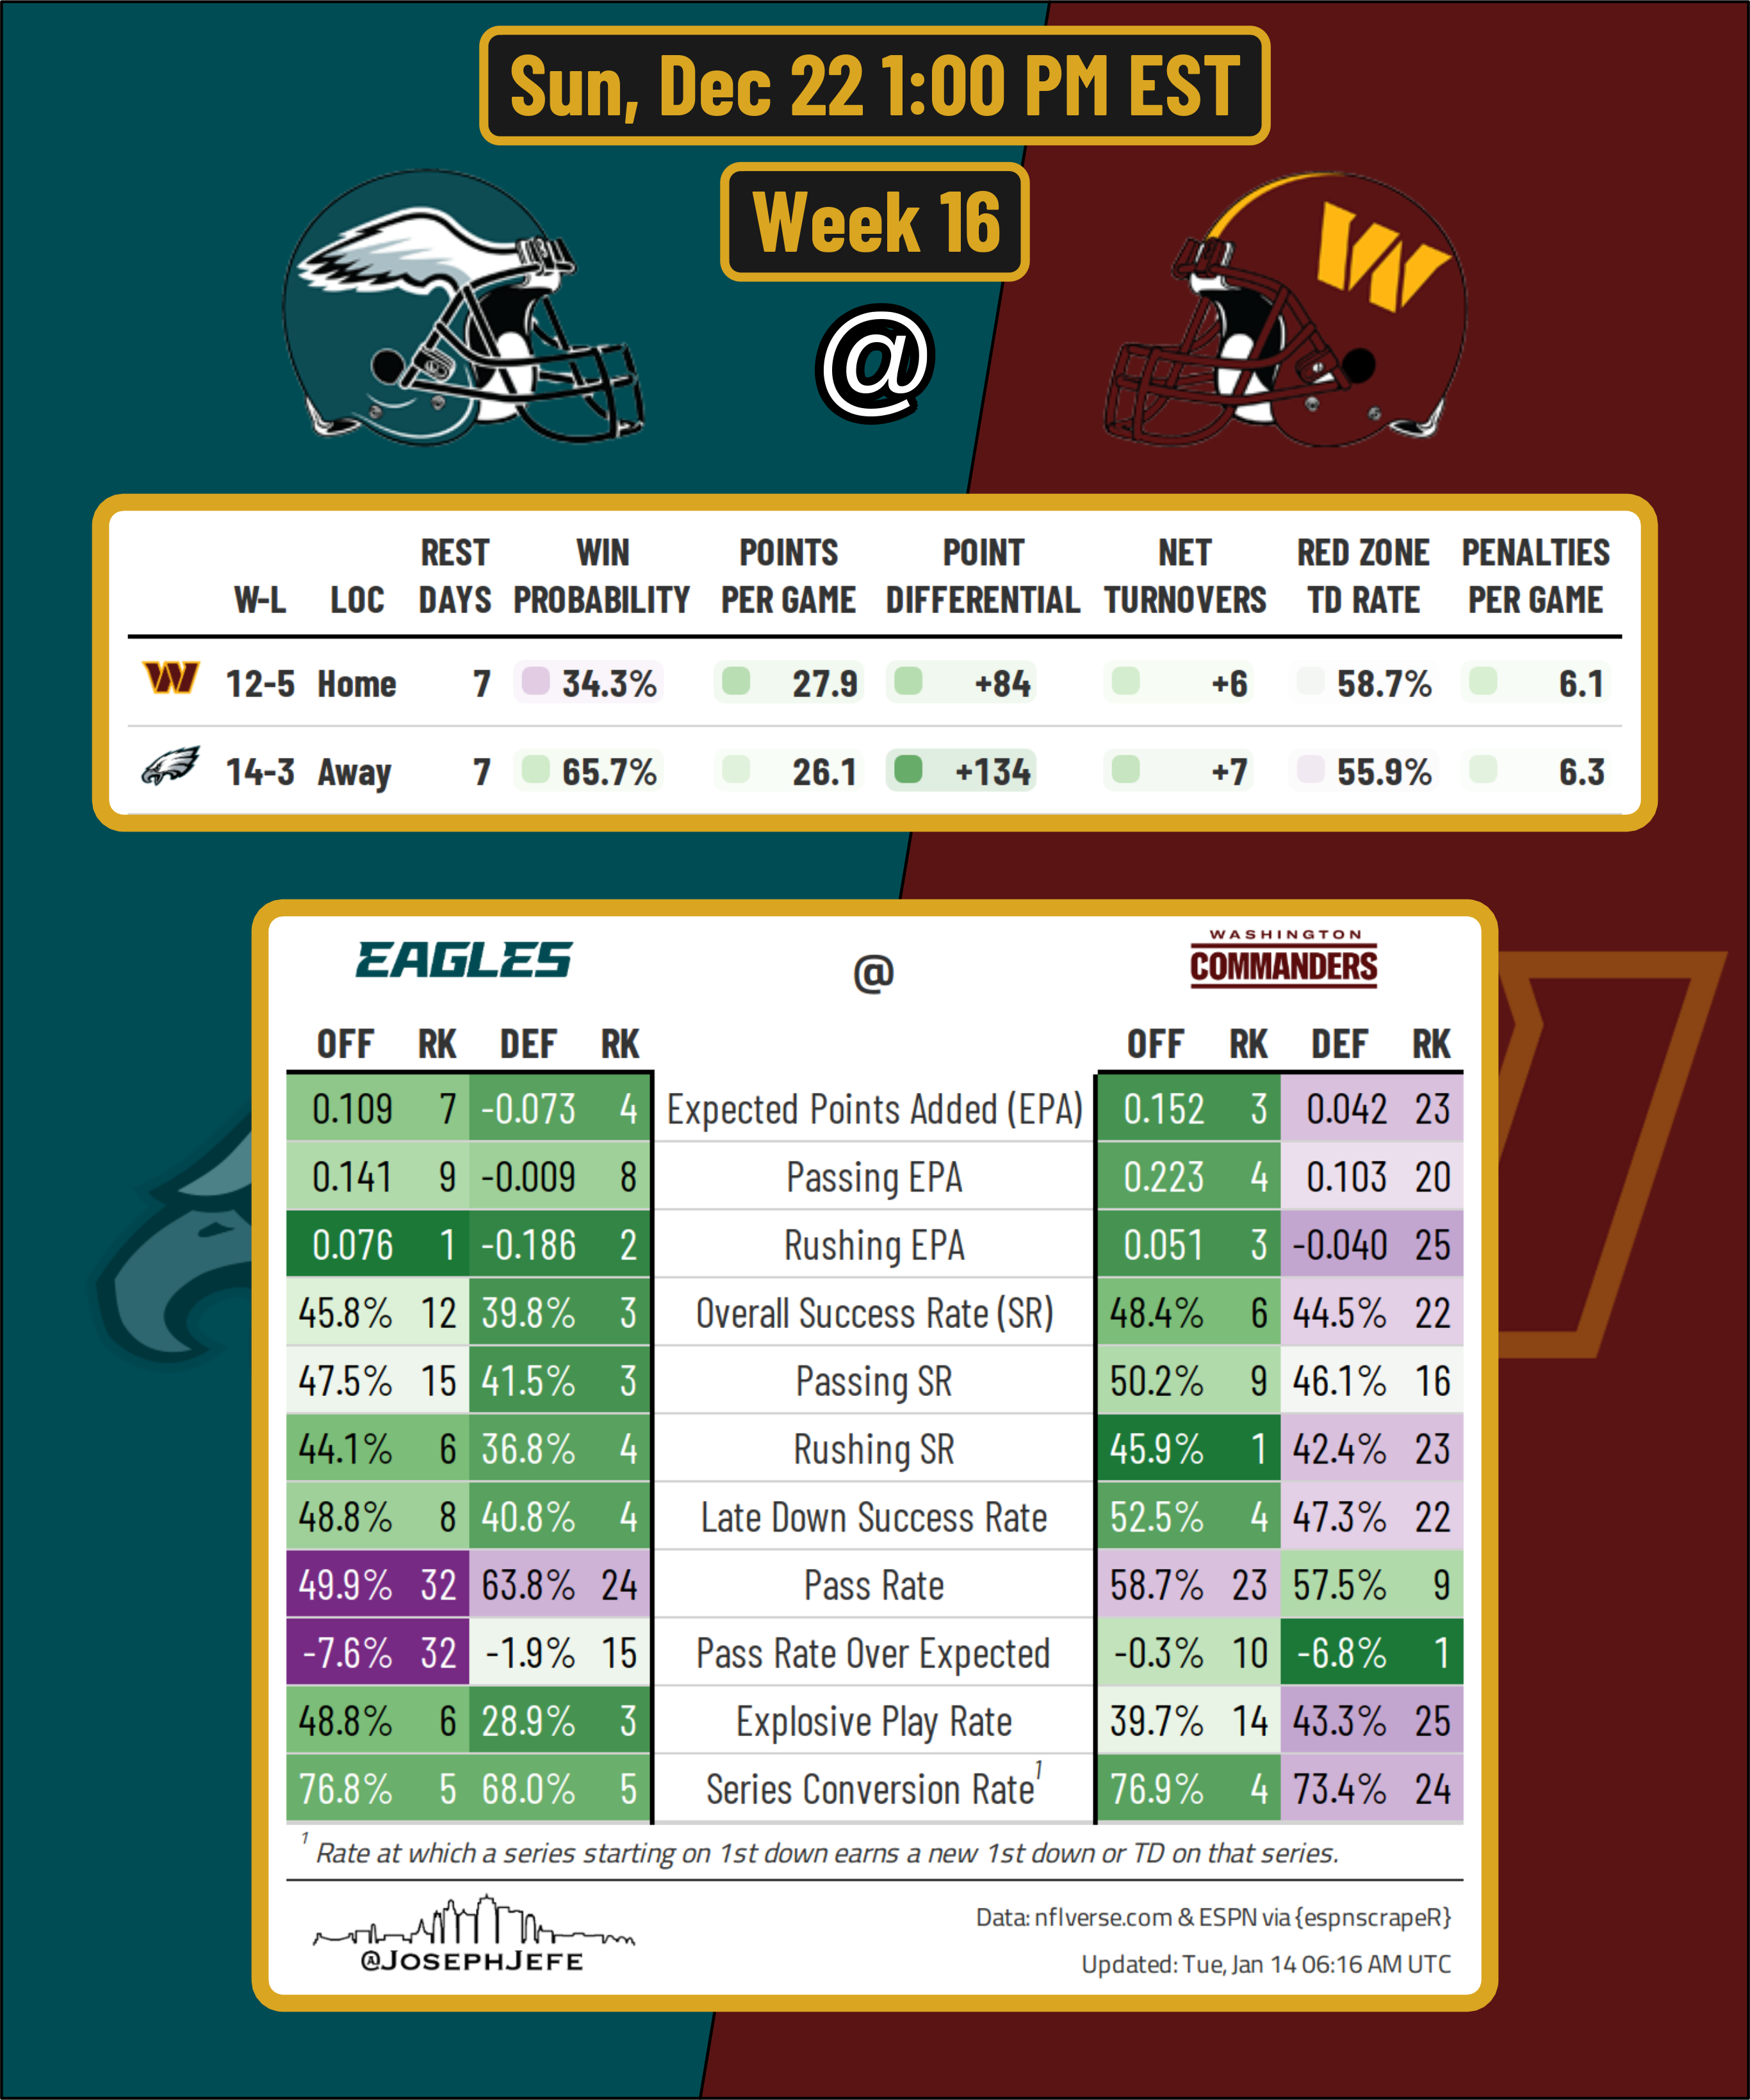 Sun, Dec 22 1:00 PM EST
Week 16
@
W-L LOC REST DAYS WIN PROBABILITY POINTS PER GAME POINT DIFFERENTIAL NET TURNOVERS RED ZONE TD RATE PENALTIES PER GAME
W 12-5 Home 7 34.3% 27.9 +84 +6 58.7% 6.1
14-3 Away 7 65.7% 26.1 +134 +7 55.9% 6.3
EAGLES @ WASHINGTON COMMANDERS
OFF RK DEF RK OFF RK DEF RK
0.109 7 -0.073 4 Expected Points Added (EPA) 0.152 3 0.042 23
0.141 9 -0.009 8 Passing EPA 0.223 4 0.103 20
0.076 1 -0.186 2 Rushing EPA 0.051 3 -0.040 25
45.8% 12 39.8% 3 Overall Success Rate (SR) 48.4% 6 44.5% 22
47.5% 15 41.5% 3 Passing SR 50.2% 9 46.1% 16
44.1% 6 36.8% 4 Rushing SR 45.9% 1 42.4% 23
48.8% 8 40.8% 4 Late Down Success Rate 52.5% 4 47.3% 22
49.9% 32 63.8% 24 Pass Rate 58.7% 23 57.5% 9
-7.6% 32 -1.9% 15 Pass Rate Over Expected -0.3% 10 -6.8% 1
48.8% 6 28.9% 3 Explosive Play Rate 39.7% 14 43.3% 25
76.8% 5 68.0% 5 Series Conversion Rate¹ 76.9% 4 73.4% 24
¹ Rate at which a series starting on 1st down earns a new 1st down or TD on that series.
@JOSEPHJEFE
Data: nflverse.com & ESPN via {espnscrapeR}
Updated: Tue, Jan 14 06:16 AM UTC